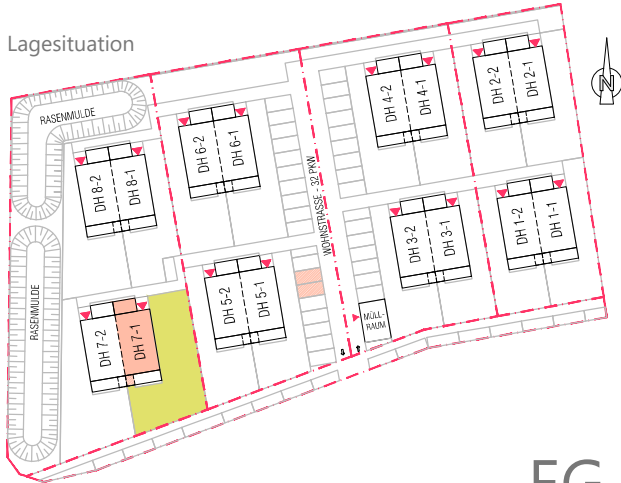 Lagesituation
N
RASENMULDE
DH 4-2
DH 4-1
DH 2-2
DH 2-1
DH 6-2
DH 6-1
DH 8-2
DH 8-1
WOHNSTRASSE - 32 PKW
DH 3-2
DH 3-1
DH 1-2
DH 1-1
RASENMULDE
DH 5-2
DH 5-1
DH 7-2
DH 7-1
MÜLL-
RAUM
EG